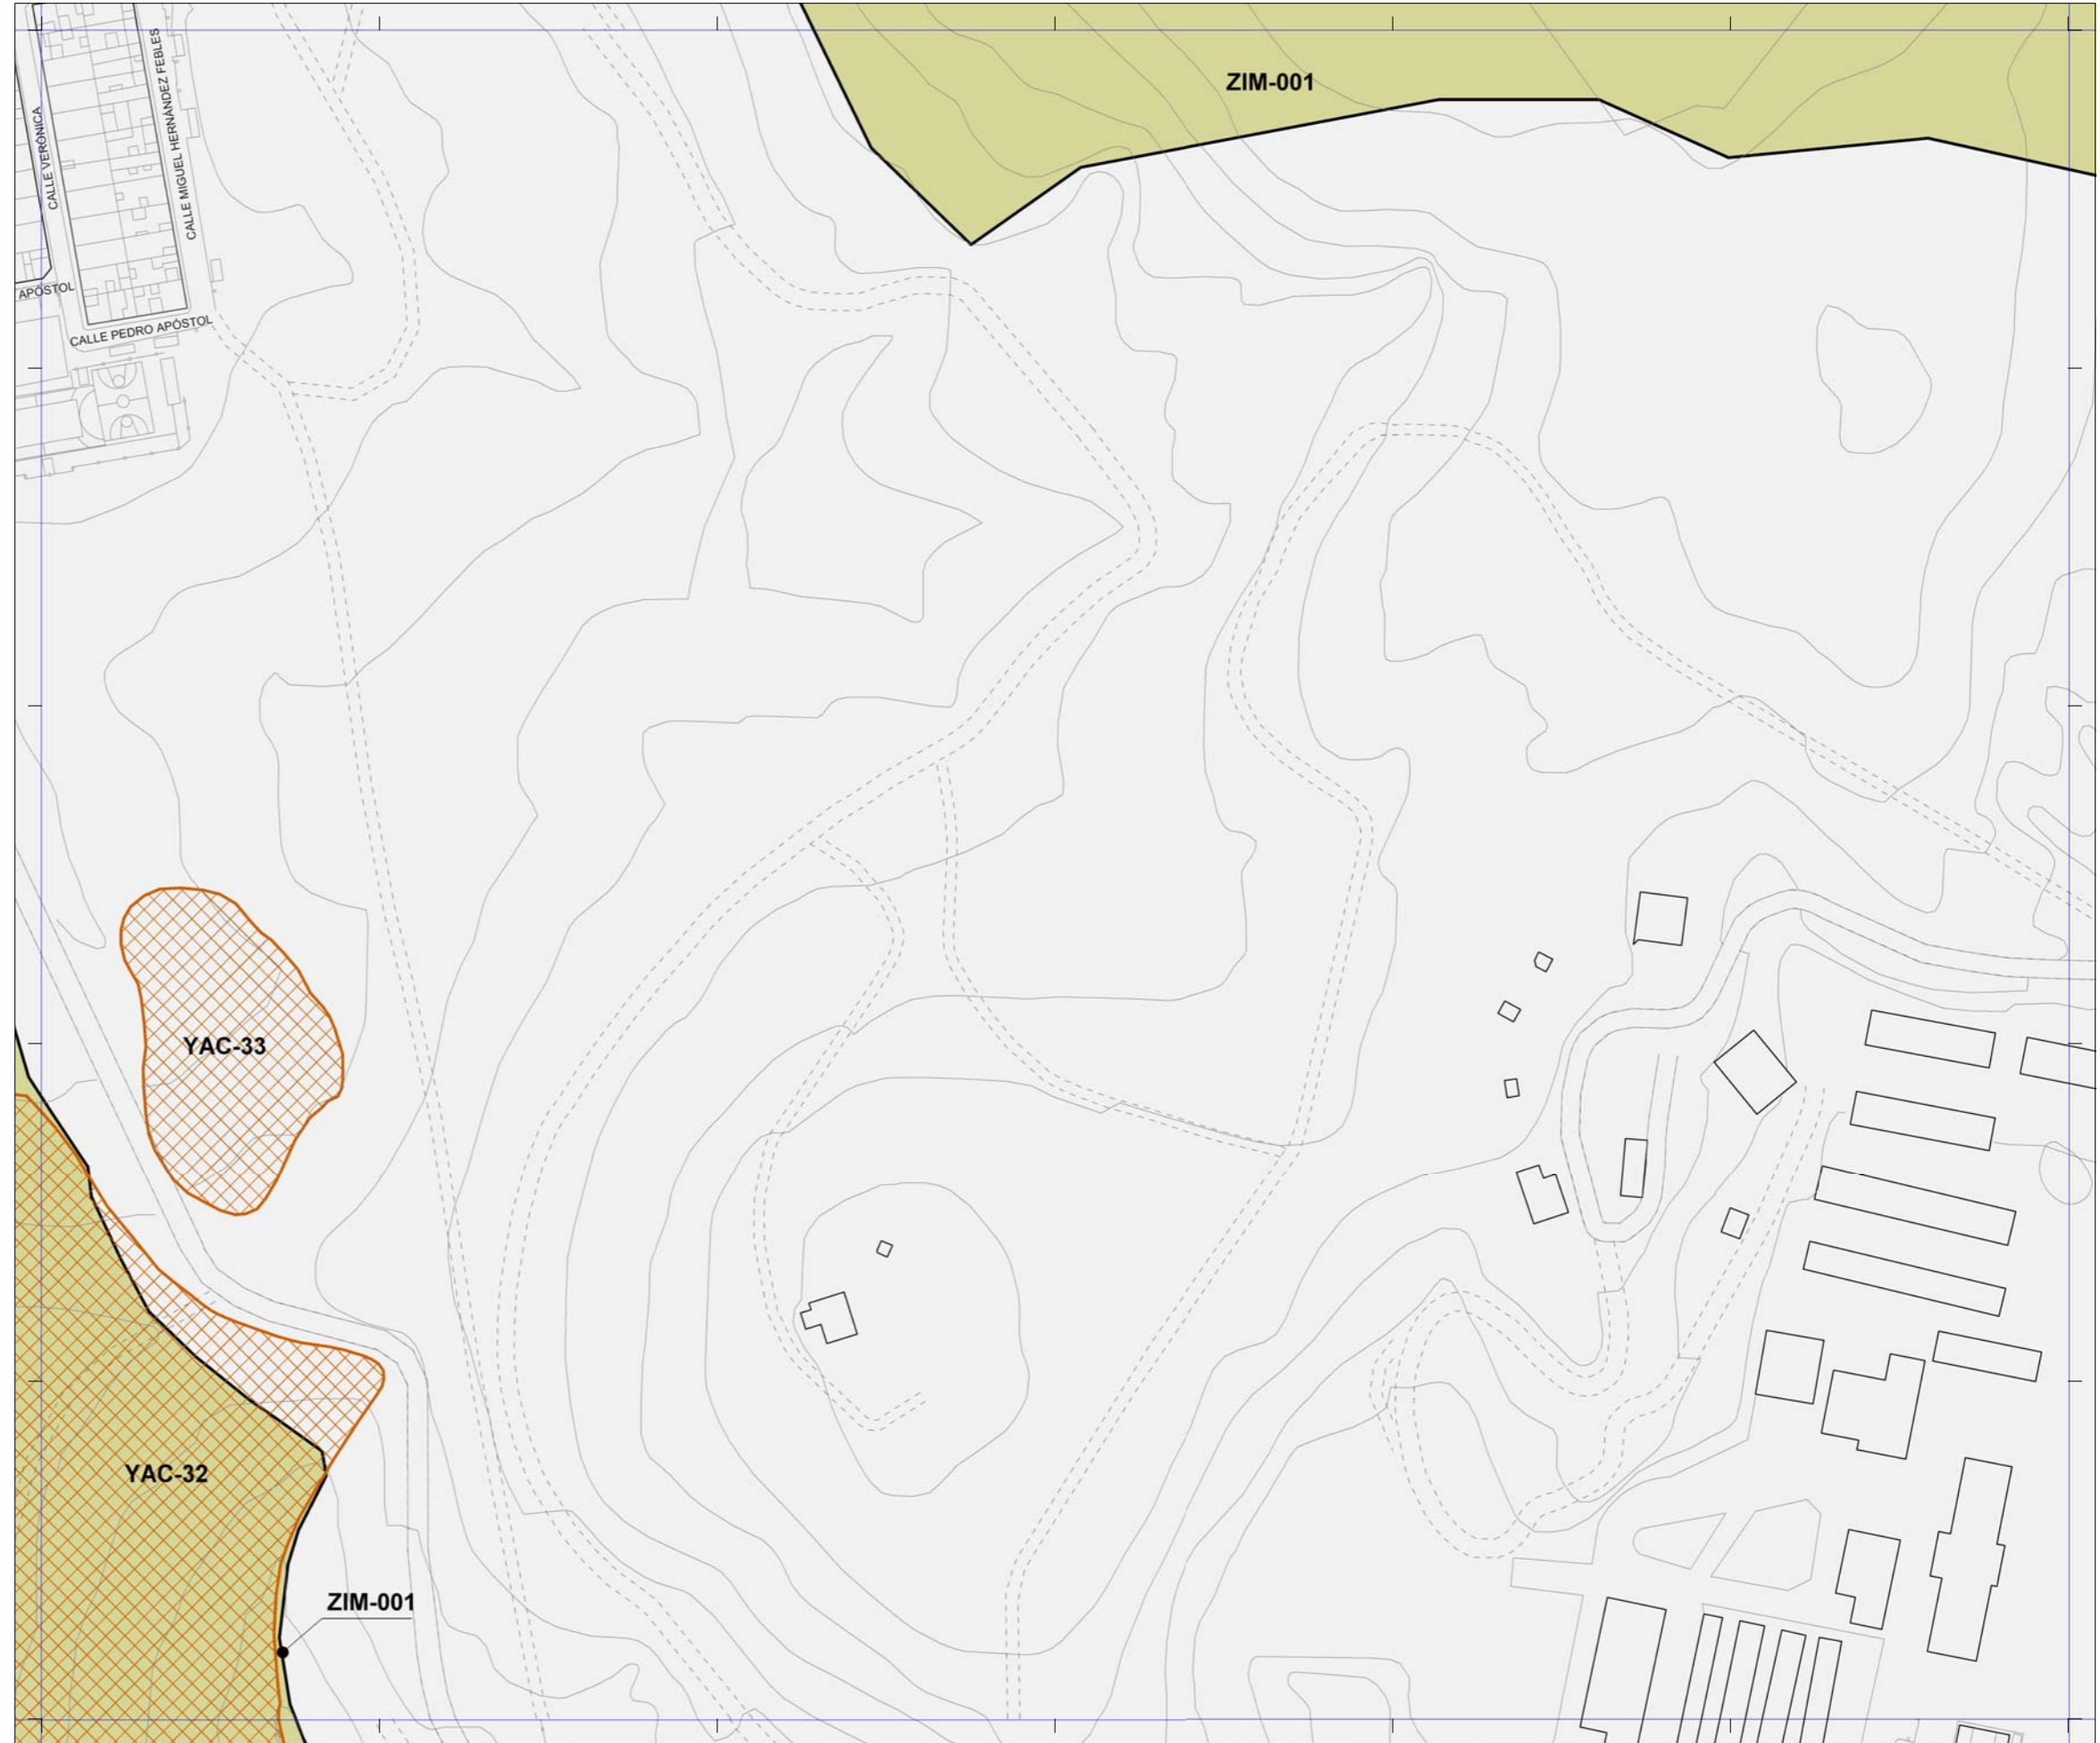 ZIM-001
CALLE VERÓNICA
CALLE MIGUEL HERNÁNDEZ FEBLES
APÓSTOL
CALLE PEDRO APÓSTOL
YAC-33
YAC-32
ZIM-001